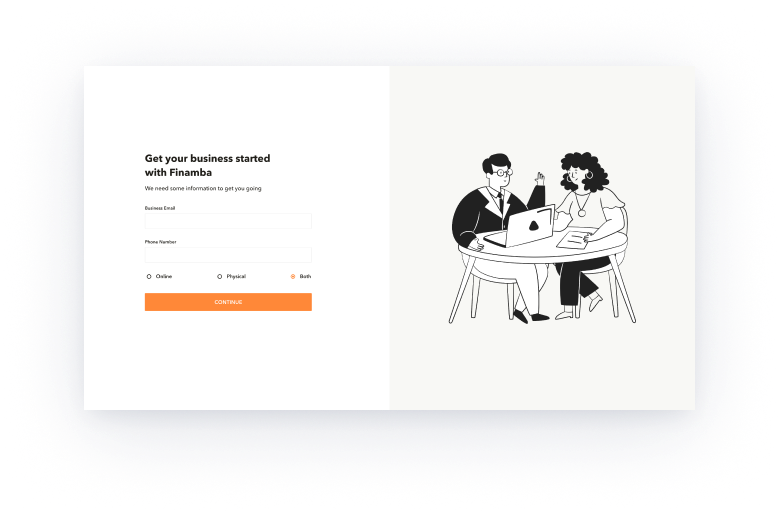 Get your business started
with Finamba
We need some information to get you going
Business Email
Phone Number
Online Physical Both
CONTINUE